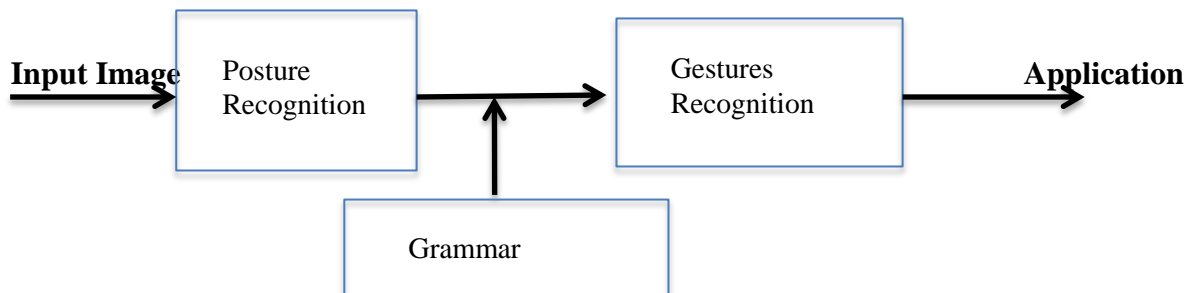 Input Image
Posture
Recognition
Gestures
Recognition
Application
Grammar